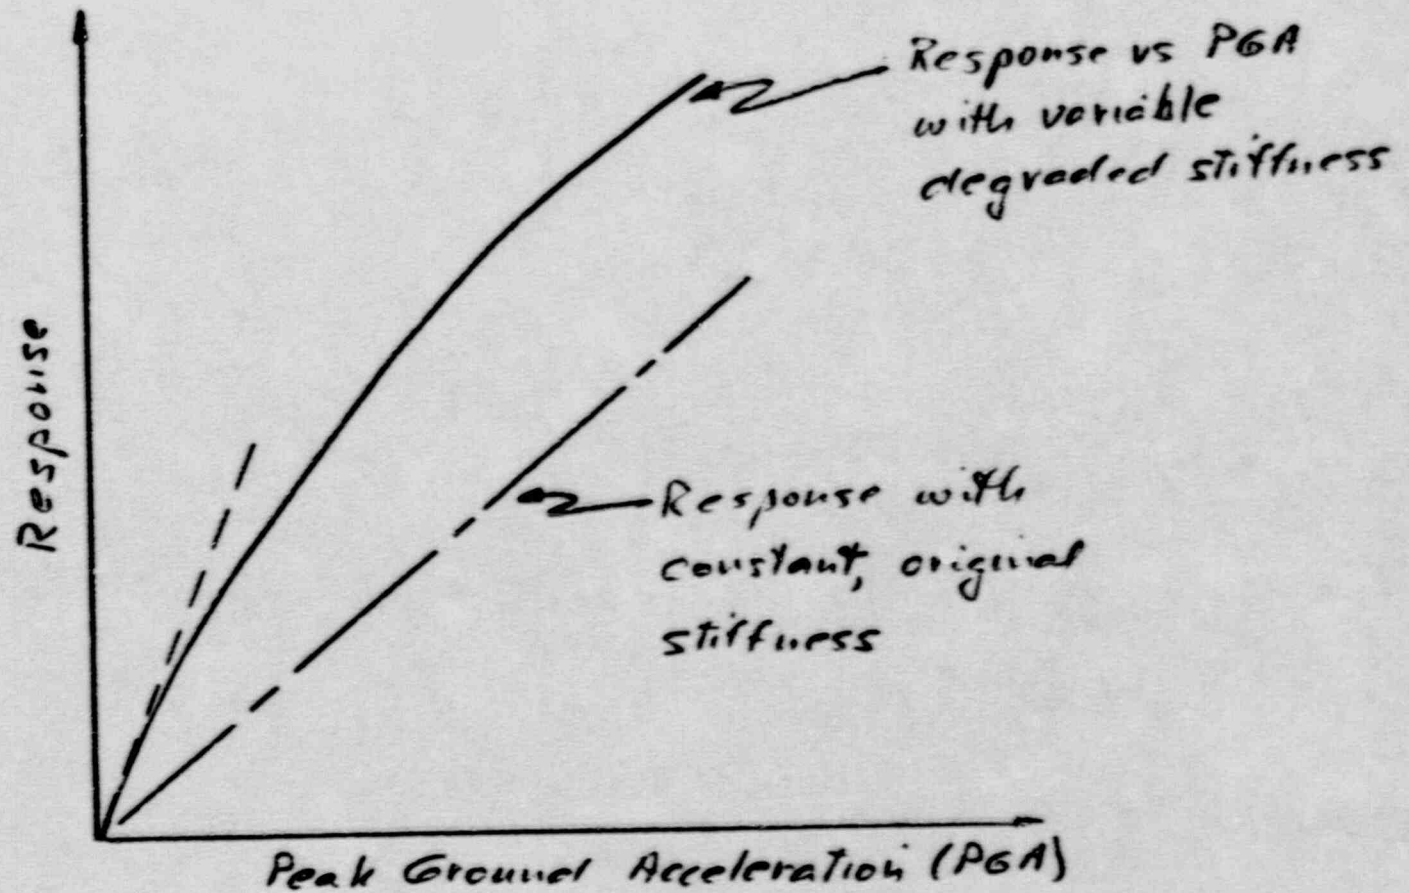 Response vs PGA
with variable
degraded stiffness
Response
Response with
constant, original
stiffness
Peak Ground Acceleration (PGA)